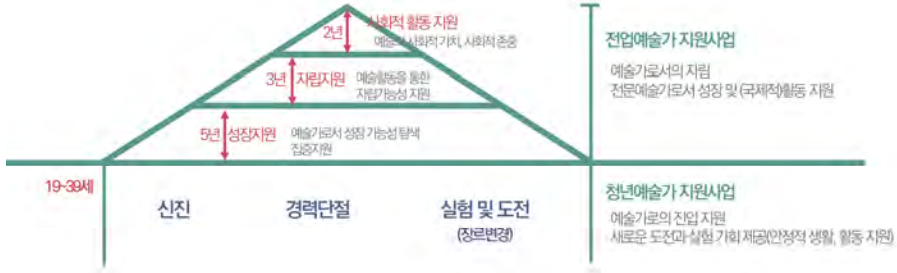 2년
사회적 활동 지원
예술의 사회적 가치, 사회적 존중
3년 자립지원
예술활동을 통한
자립가능성 지원
5년 성장지원
예술가로서 성장 가능성 탐색
집중지원
전업예술가 지원사업
예술가로서의 자립
전문예술가로서 성장 및 (국제적)활동 지원
19~39세
신진
경력단절
실험 및 도전
(장르변경)
청년예술가 지원사업
예술가로의 진입 지원
새로운 도전과 실험 기회 제공(안정적 생활, 활동 지원)